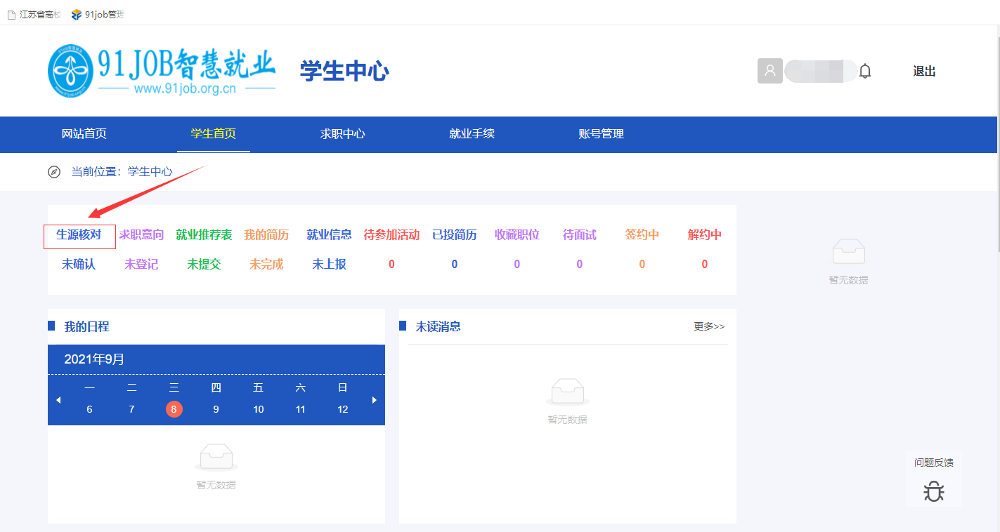 江苏省高校 91job管理
91JOB智慧就业
www.91job.org.cn
学生中心
退出
网站首页 学生首页 求职中心 就业手续 账号管理
当前位置：学生中心
生源核对 求职意向 就业推荐表 我的简历 就业信息 待参加活动 已投简历 收藏职位 待面试 签约中 解约中
未确认 未登记 未提交 未完成 未上报 0 0 0 0 0 0
暂无数据
我的日程
2021年9月
一 二 三 四 五 六 日
6 7 8 9 10 11 12
暂无数据
未读消息 更多>>
暂无数据
问题反馈